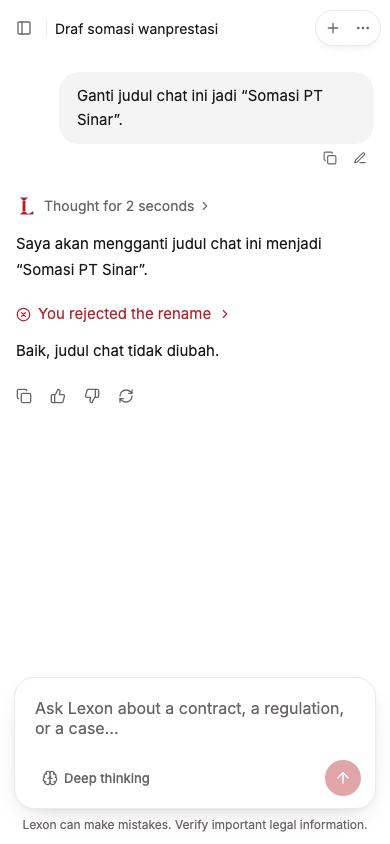 Draf somasi wanprestasi
Ganti judul chat ini jadi “Somasi PT
Sinar”.
L Thought for 2 seconds
Saya akan mengganti judul chat ini menjadi
“Somasi PT Sinar”.
You rejected the rename
Baik, judul chat tidak diubah.
Ask Lexon about a contract, a regulation,
or a case...
Deep thinking
Lexon can make mistakes. Verify important legal information.